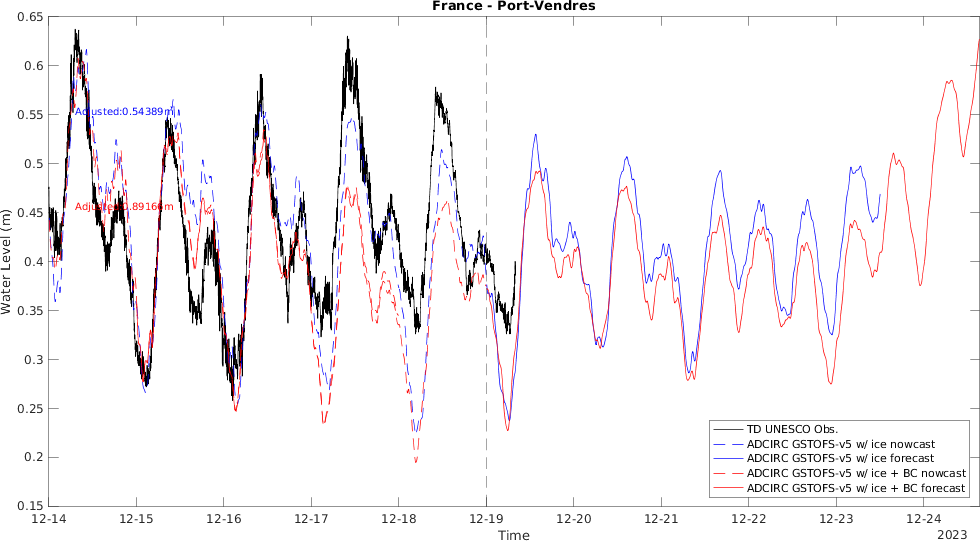 France - Port-Vendres
0.65
0.6
0.55
0.5
0.45
0.4
0.35
0.3
0.25
0.2
0.15
Water Level (m)
Adjusted:0.54389m
Adjusted:0.89166m
TD UNESCO Obs.
ADCIRC GSTOFS-v5 w/ ice nowcast
ADCIRC GSTOFS-v5 w/ ice forecast
ADCIRC GSTOFS-v5 w/ ice + BC nowcast
ADCIRC GSTOFS-v5 w/ ice + BC forecast
12-14 12-15 12-16 12-17 12-18 12-19 12-20 12-21 12-22 12-23 12-24
Time
2023